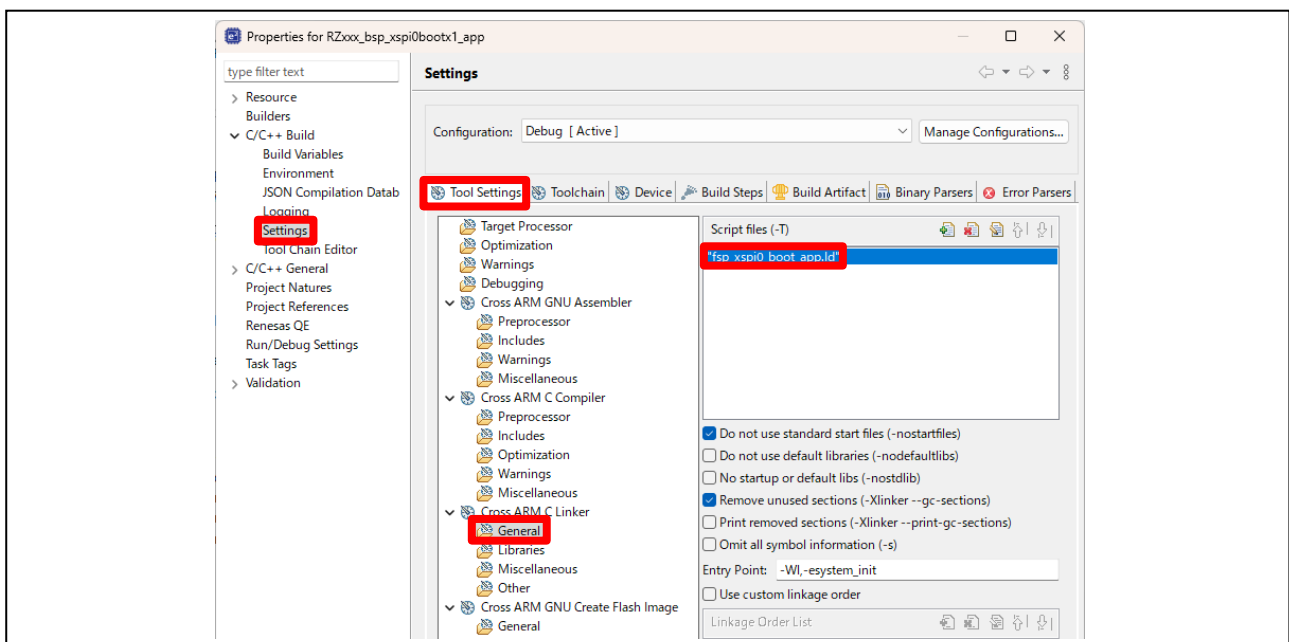 Properties for RZxxx_bsp_xspi0bootx1_app
type filter text
Resource
Builders
C/C++ Build
Build Variables
Environment
JSON Compilation Datab
Logging
Settings
Tool Chain Editor
C/C++ General
Project Natures
Project References
Renesas QE
Run/Debug Settings
Task Tags
Validation
Settings
Configuration: Debug [ Active ]
Manage Configurations...
Tool Settings Toolchain Device Build Steps Build Artifact Binary Parsers Error Parsers
Target Processor
Optimization
Warnings
Debugging
Cross ARM GNU Assembler
Preprocessor
Includes
Warnings
Miscellaneous
Cross ARM C Compiler
Preprocessor
Includes
Optimization
Warnings
Miscellaneous
Cross ARM C Linker
General
Libraries
Miscellaneous
Other
Cross ARM GNU Create Flash Image
General
Script files (-T)
"fsp_xspi0_boot_app.ld"
Do not use standard start files (-nostartfiles)
Do not use default libraries (-nodefaultlibs)
No startup or default libs (-nostdlib)
Remove unused sections (-Xlinker --gc-sections)
Print removed sections (-Xlinker --print-gc-sections)
Omit all symbol information (-s)
Entry Point: -Wl,-esystem_init
Use custom linkage order
Linkage Order List